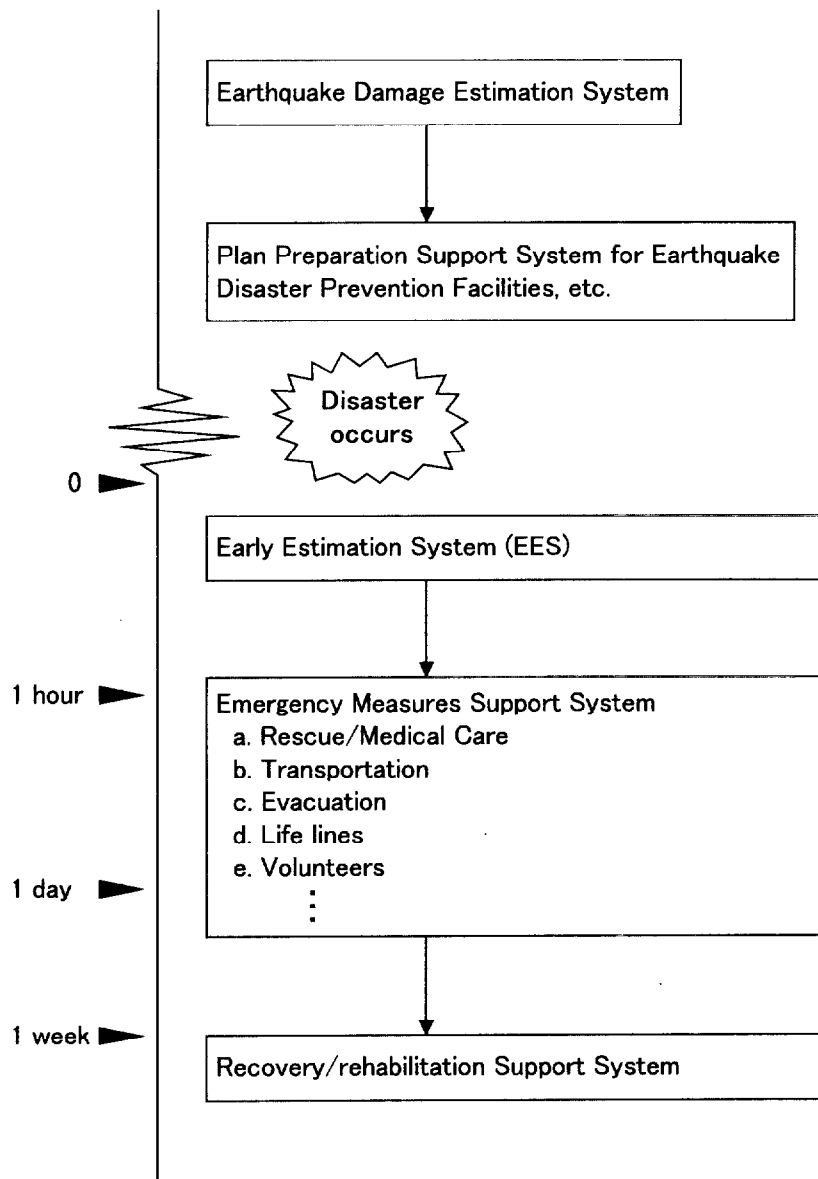 Earthquake Damage Estimation System
Plan Preparation Support System for Earthquake
Disaster Prevention Facilities, etc.
Disaster
occurs
0
Early Estimation System (EES)
1 hour
Emergency Measures Support System
a. Rescue/Medical Care
b. Transportation
c. Evacuation
d. Life lines
e. Volunteers
1 day
⋮
1 week
Recovery/rehabilitation Support System